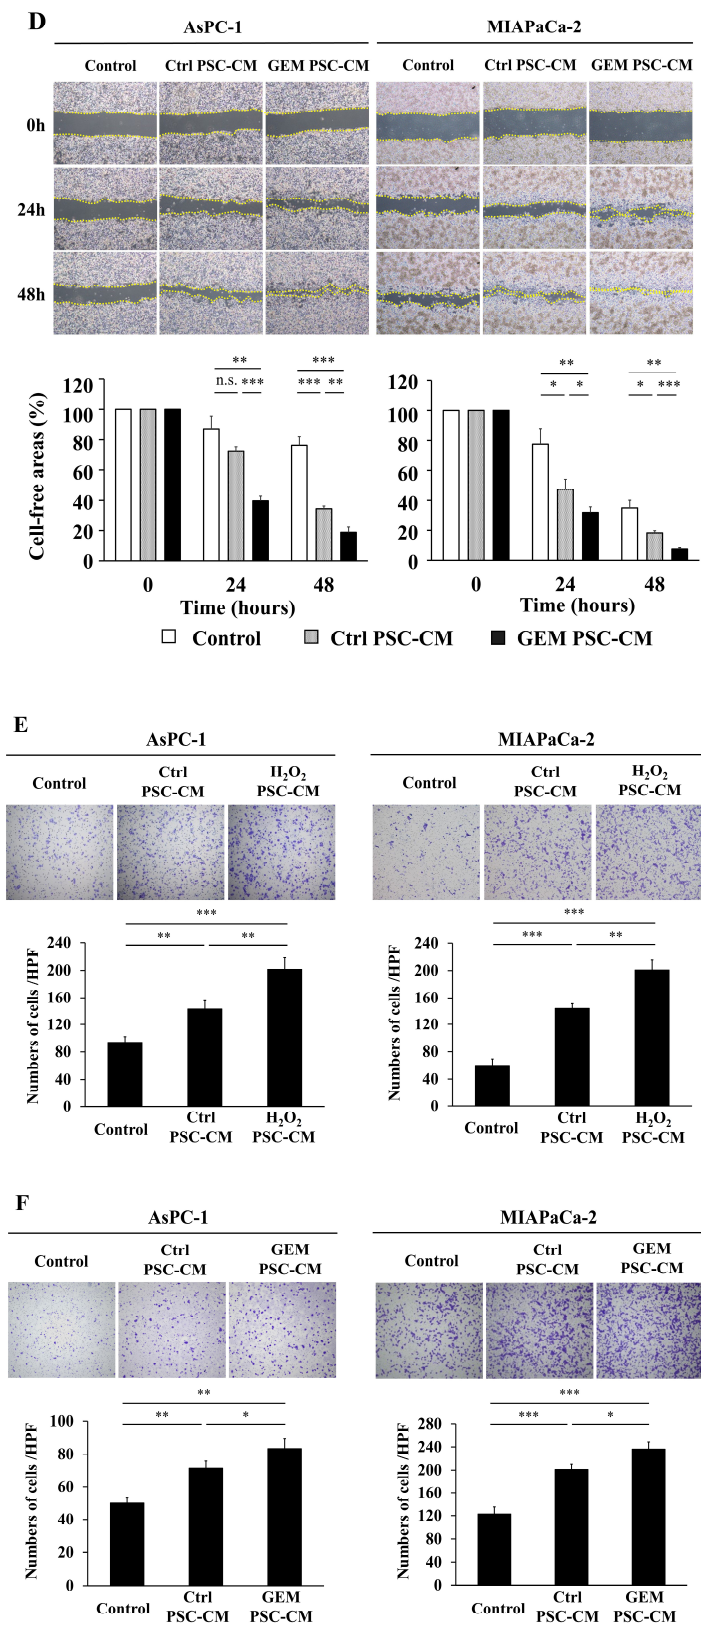 D
AsPC-1 MIAPaCa-2
Control Ctrl PSC-CM GEM PSC-CM Control Ctrl PSC-CM GEM PSC-CM
0h
24h
48h
** *** ** **
n.s. *** *** ** * * * ***
Cell-free areas (%)
120 120
100 100
80 80
60 60
40 40
20 20
0 0
0 24 48 0 24 48
Time (hours) Time (hours)
Control Ctrl PSC-CM GEM PSC-CM
E
AsPC-1 MIAPaCa-2
Control Ctrl PSC-CM II₂O₂ PSC-CM Control Ctrl PSC-CM H₂O₂ PSC-CM
*** ***
** ** *** **
Numbers of cells /HPF Numbers of cells /HPF
240 240
200 200
160 160
120 120
80 80
40 40
0 0
Control Ctrl PSC-CM H₂O₂ PSC-CM Control Ctrl PSC-CM H₂O₂ PSC-CM
F
AsPC-1 MIAPaCa-2
Control Ctrl PSC-CM GEM PSC-CM Control Ctrl PSC-CM GEM PSC-CM
** ***
** * *** *
Numbers of cells /HPF Numbers of cells /HPF
100 280
80 240
60 200
40 160
20 120
0 80
40
0
Control Ctrl PSC-CM GEM PSC-CM Control Ctrl PSC-CM GEM PSC-CM